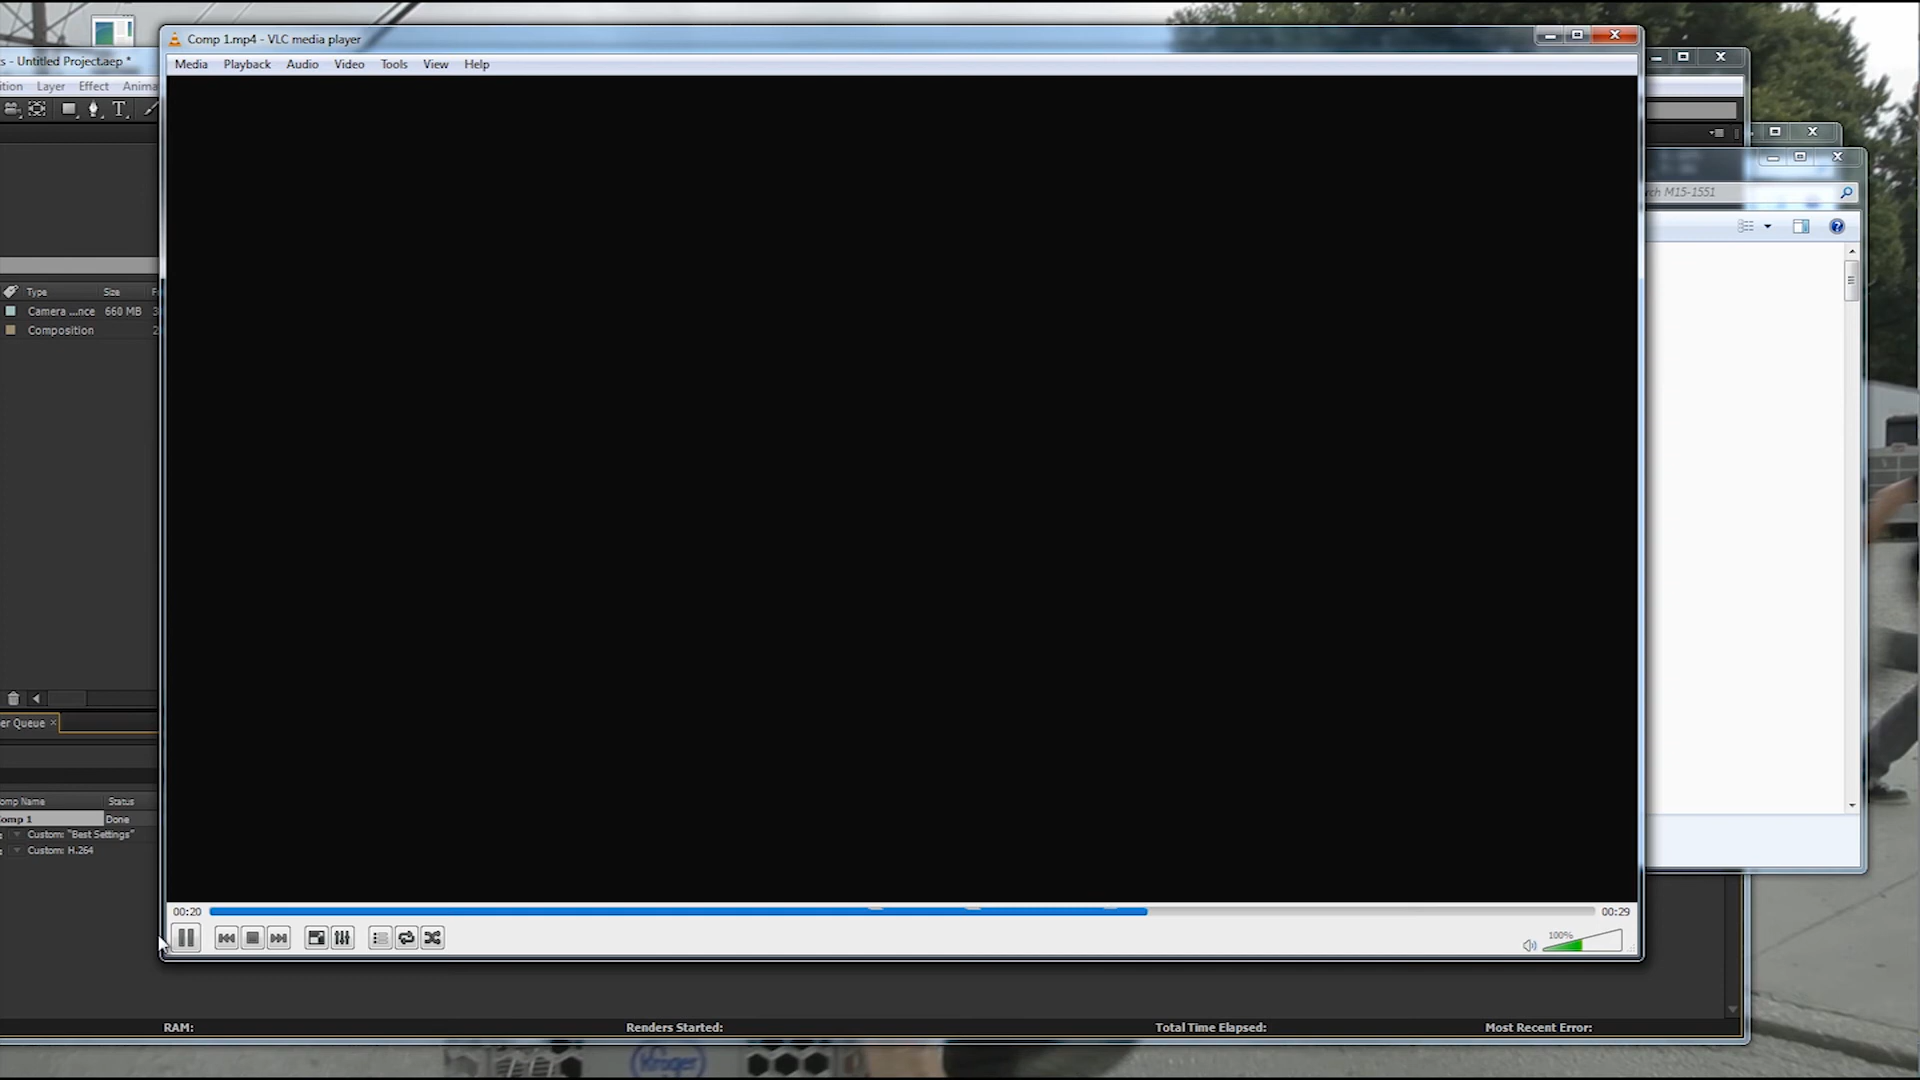 Comp 1.mp4 - VLC media player
s - Untitled Project.aep *
Media Playback Audio Video Tools View Help
ition Layer Effect Anima
T
rch M15-1551
Type Size F
Camera ...nce 660 MB 3
Composition 2
er Queue ×
omp Name Status
omp 1 Done
Custom: "Best Settings"
Custom: H.264
00:20 00:29
100%
RAM: Renders Started: Total Time Elapsed: Most Recent Error:
Kroger